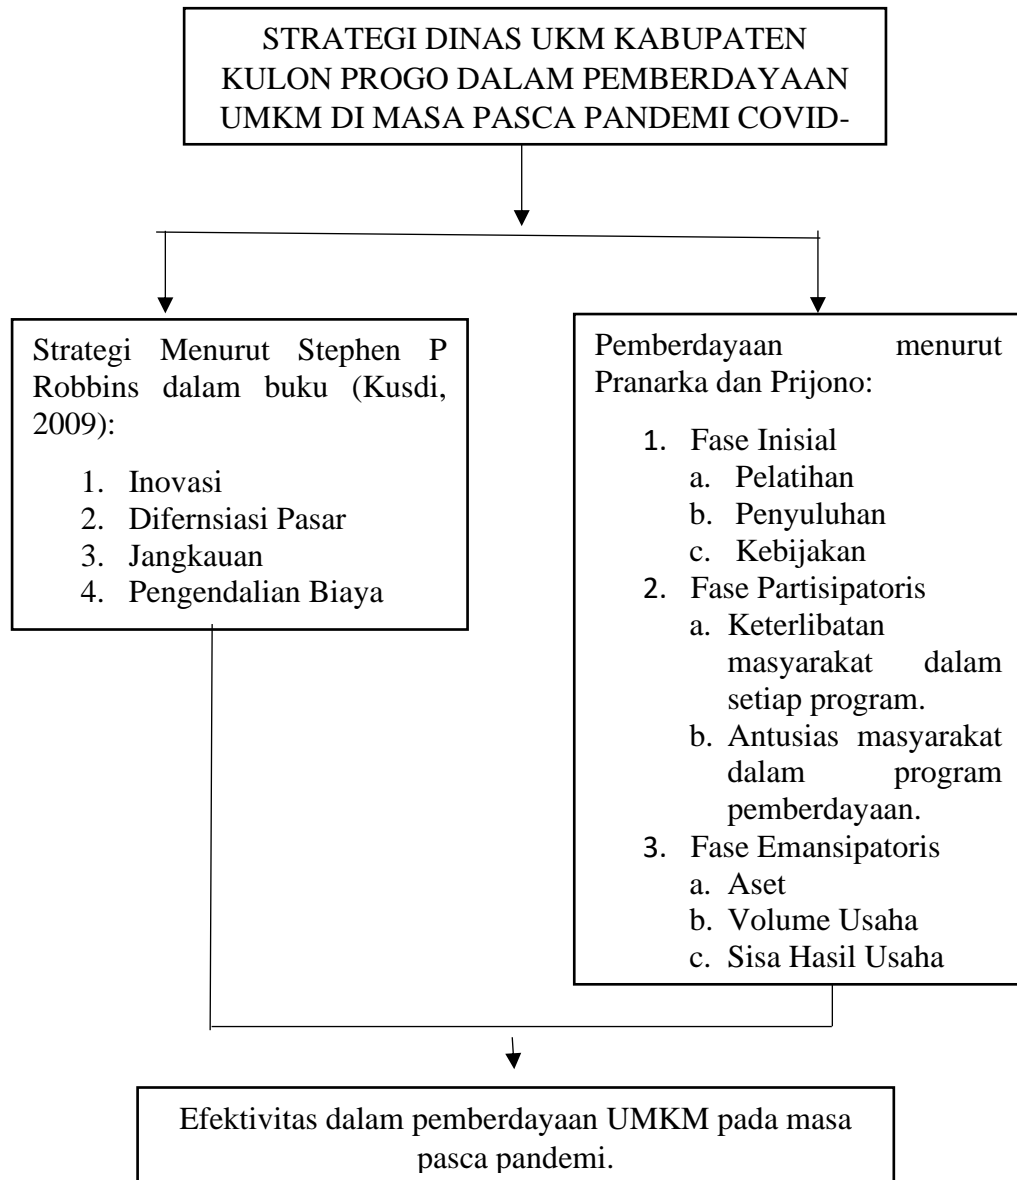 STRATEGI DINAS UKM KABUPATEN
KULON PROGO DALAM PEMBERDAYAAN
UMKM DI MASA PASCA PANDEMI COVID-
Strategi Menurut Stephen P
Robbins dalam buku (Kusdi,
2009):
1. Inovasi
2. Difernsiasi Pasar
3. Jangkauan
4. Pengendalian Biaya
Pemberdayaan menurut
Pranarka dan Prijono:
1. Fase Inisial
a. Pelatihan
b. Penyuluhan
c. Kebijakan
2. Fase Partisipatoris
a. Keterlibatan
masyarakat dalam
setiap program.
b. Antusias masyarakat
dalam program
pemberdayaan.
3. Fase Emansipatoris
a. Aset
b. Volume Usaha
c. Sisa Hasil Usaha
Efektivitas dalam pemberdayaan UMKM pada masa
pasca pandemi.